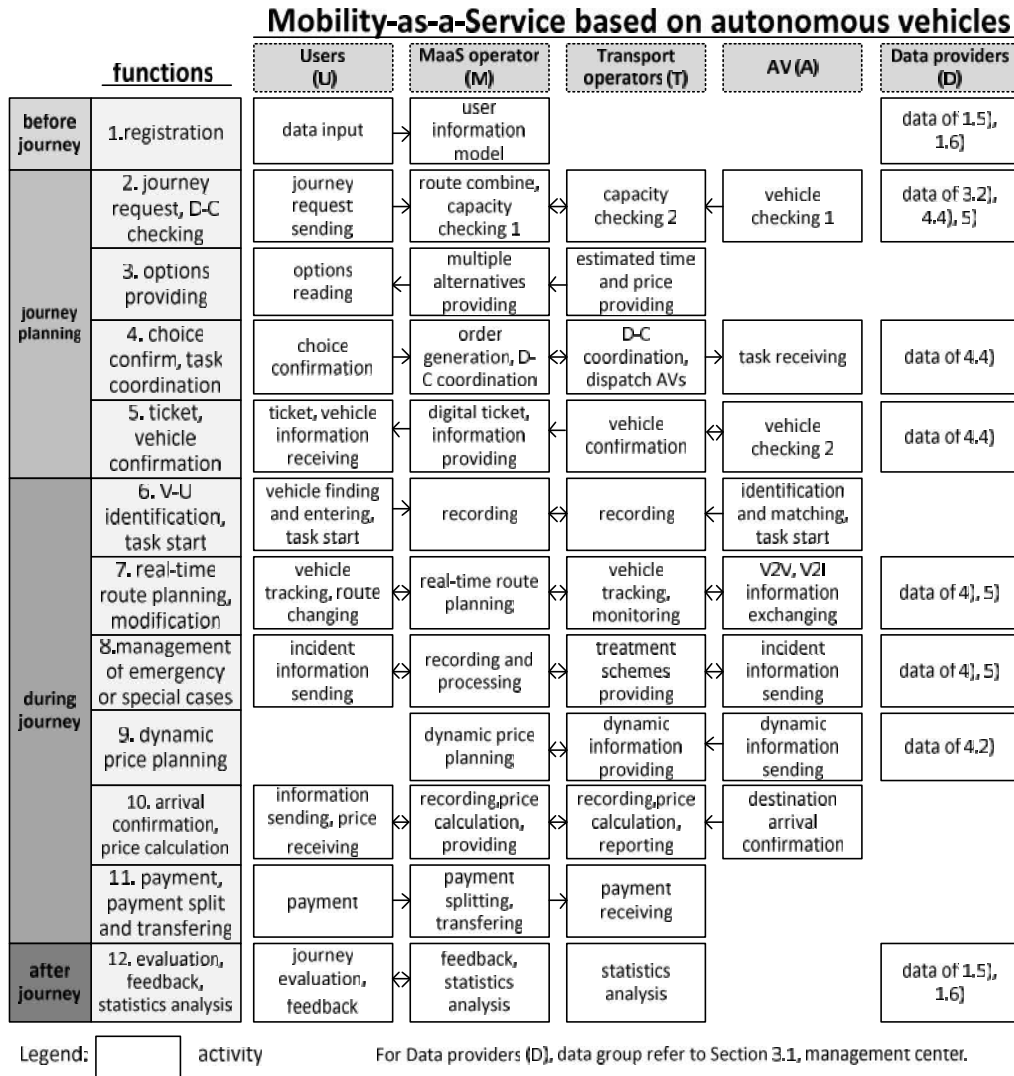 Mobility-as-a-Service based on autonomous vehicles
functions
Users
(U)
MaaS operator
(M)
Transport
operators (T)
AV (A)
Data providers
(D)
before
journey
1.registration
data input
user
information
model
data of 1.5),
1.6)
journey
planning
2. journey
request, D-C
checking
journey
request
sending
route combine,
capacity
checking 1
capacity
checking 2
vehicle
checking 1
data of 3.2),
4.4), 5)
3. options
providing
options
reading
multiple
alternatives
providing
estimated time
and price
providing
4. choice
confirm, task
coordination
choice
confirmation
order
generation, D-
C coordination
D-C
coordination,
dispatch AVs
task receiving
data of 4.4)
5. ticket,
vehicle
confirmation
ticket, vehicle
information
receiving
digital ticket,
information
providing
vehicle
confirmation
vehicle
checking 2
data of 4.4)
during
journey
6. V-U
identification,
task start
vehicle finding
and entering,
task start
recording
recording
identification
and matching,
task start
7. real-time
route planning,
modification
vehicle
tracking, route
changing
real-time route
planning
vehicle
tracking,
monitoring
V2V, V2I
information
exchanging
data of 4), 5)
8.management
of emergency
or special cases
incident
information
sending
recording and
processing
treatment
schemes
providing
incident
information
sending
data of 4), 5)
9. dynamic
price planning
dynamic price
planning
dynamic
information
providing
dynamic
information
sending
data of 4.2)
10. arrival
confirmation,
price calculation
information
sending, price
receiving
recording,price
calculation,
providing
recording,price
calculation,
reporting
destination
arrival
confirmation
11. payment,
payment split
and transfering
payment
payment
splitting,
transfering
payment
receiving
after
journey
12. evaluation,
feedback,
statistics analysis
journey
evaluation,
feedback
feedback,
statistics
analysis
statistics
analysis
data of 1.5),
1.6)
Legend:
activity
For Data providers (D), data group refer to Section 3.1, management center.